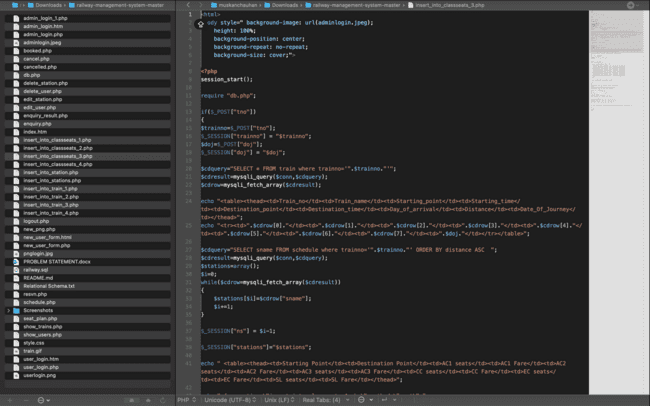 Downloads › railway-management-system-master
muskanchauhan › Downloads › railway-management-system-master › insert_into_classseats_3.php
admin_login_1.php
admin_login.htm
admin_login.php
adminlogin.jpeg
booked.php
cancel.php
cancelled.php
db.php
delete_station.php
delete_user.php
edit_station.php
edit_user.php
enquiry_result.php
enquiry.php
index.htm
insert_into_classseats_1.php
insert_into_classseats_2.php
insert_into_classseats_3.php
insert_into_classseats_4.php
insert_into_station.php
insert_into_stations.php
insert_into_train_1.php
insert_into_train_2.php
insert_into_train_3.php
insert_into_train_4.php
logout.php
new_png.php
new_user_form.html
new_user_form.php
pnglogin.jpg
PROBLEM STATEMENT.docx
railway.sql
README.md
Relational Schema.txt
resvn.php
schedule.php
Screenshots
seat_plan.php
show_trains.php
show_users.php
style.css
train.gif
user_login.htm
user_login.php
userlogin.png
<html>
ody style=" background-image: url(adminlogin.jpeg);
height: 100%;
background-position: center;
background-repeat: no-repeat;
background-size: cover;">
<?php
session_start();
require "db.php";
if($_POST["tno"])
{
$trainno=$_POST["tno"];
$_SESSION["trainno"] = "$trainno";
$doj=$_POST["doj"];
$_SESSION["doj"] = "$doj";
$cdquery="SELECT * FROM train where trainno='".$trainno."'";
$cdresult=mysqli_query($conn,$cdquery);
$cdrow=mysqli_fetch_array($cdresult);
echo "<table><thead><td>Train_no</td><td>Train_name</td><td>Starting_point</td><td>Starting_time</
td><td>Destination_point</td><td>Destination_time</td><td>Day_of_arrival</td><td>Distance</td><td>Date_Of_Journey</
td></thead>";
echo "<tr><td>".$cdrow[0]."</td><td>".$cdrow[1]."</td><td>".$cdrow[2]."</td><td>".$cdrow[3]."</td><td>".$cdrow[4]."</
td><td>".$cdrow[5]."</td><td>".$cdrow[6]."</td><td>".$cdrow[7]."</td><td>".$doj."</td></tr></table>";
$cdquery="SELECT sname FROM schedule where trainno='".$trainno."' ORDER BY distance ASC ";
$cdresult=mysqli_query($conn,$cdquery);
$stations=array();
$i=0;
while($cdrow=mysqli_fetch_array($cdresult))
{
$stations[$i]=$cdrow["sname"];
$i+=1;
}
$_SESSION["ns"] = $i-1;
$_SESSION["stations"]="$stations";
echo " <table><thead><td>Starting Point</td><td>Destination Point</td><td>AC1 seats</td><td>AC1 Fare</td><td>AC2
seats</td><td>AC2 Fare</td><td>AC3 seats</td><td>AC3 Fare</td><td>CC seats</td><td>CC Fare</td><td>EC seats</
td><td>EC Fare</td><td>SL seats</td><td>SL Fare</td></thead>";
PHP Unicode (UTF-8) Unix (LF) Real Tabs: (4)